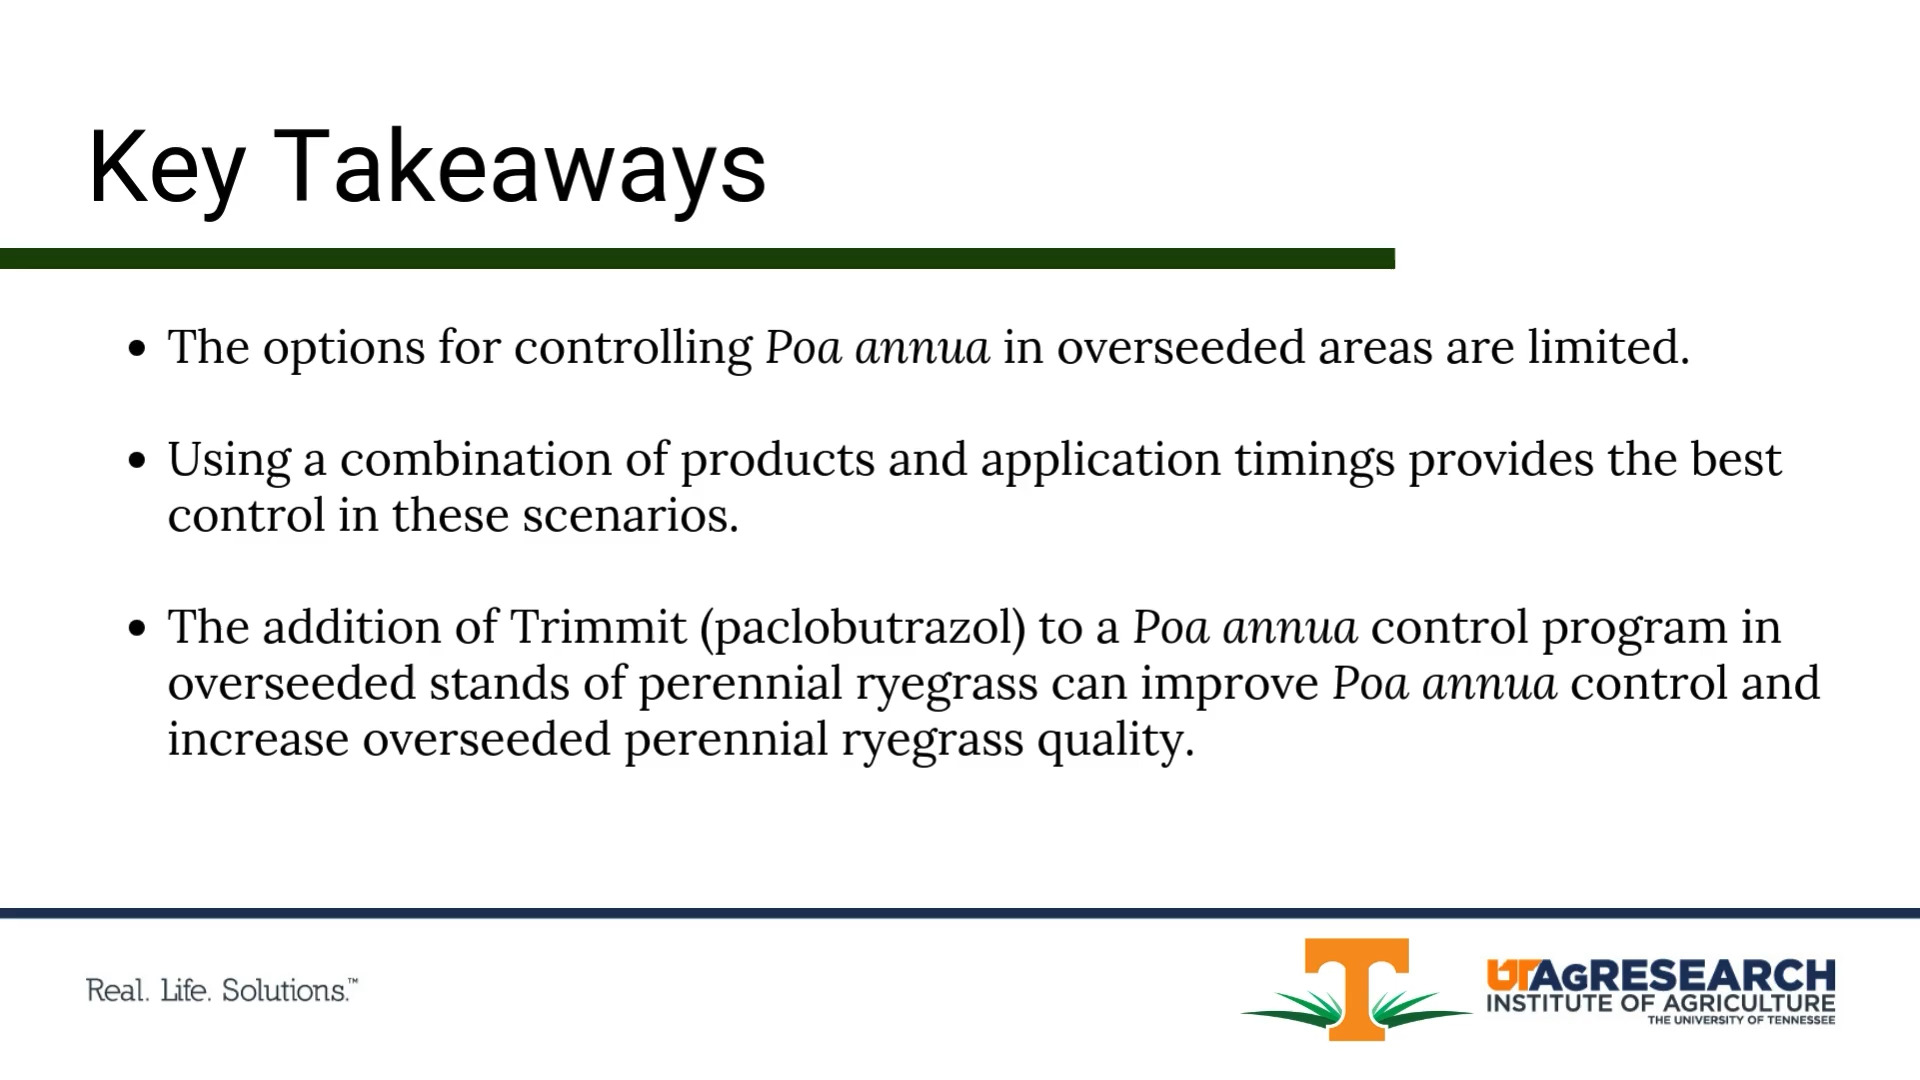 Key Takeaways
• The options for controlling Poa annua in overseeded areas are limited.
• Using a combination of products and application timings provides the best
control in these scenarios.
• The addition of Trimmit (paclobutrazol) to a Poa annua control program in
overseeded stands of perennial ryegrass can improve Poa annua control and
increase overseeded perennial ryegrass quality.
Real. Life. Solutions.™
T
UTAGRESEARCH
INSTITUTE OF AGRICULTURE
THE UNIVERSITY OF TENNESSEE